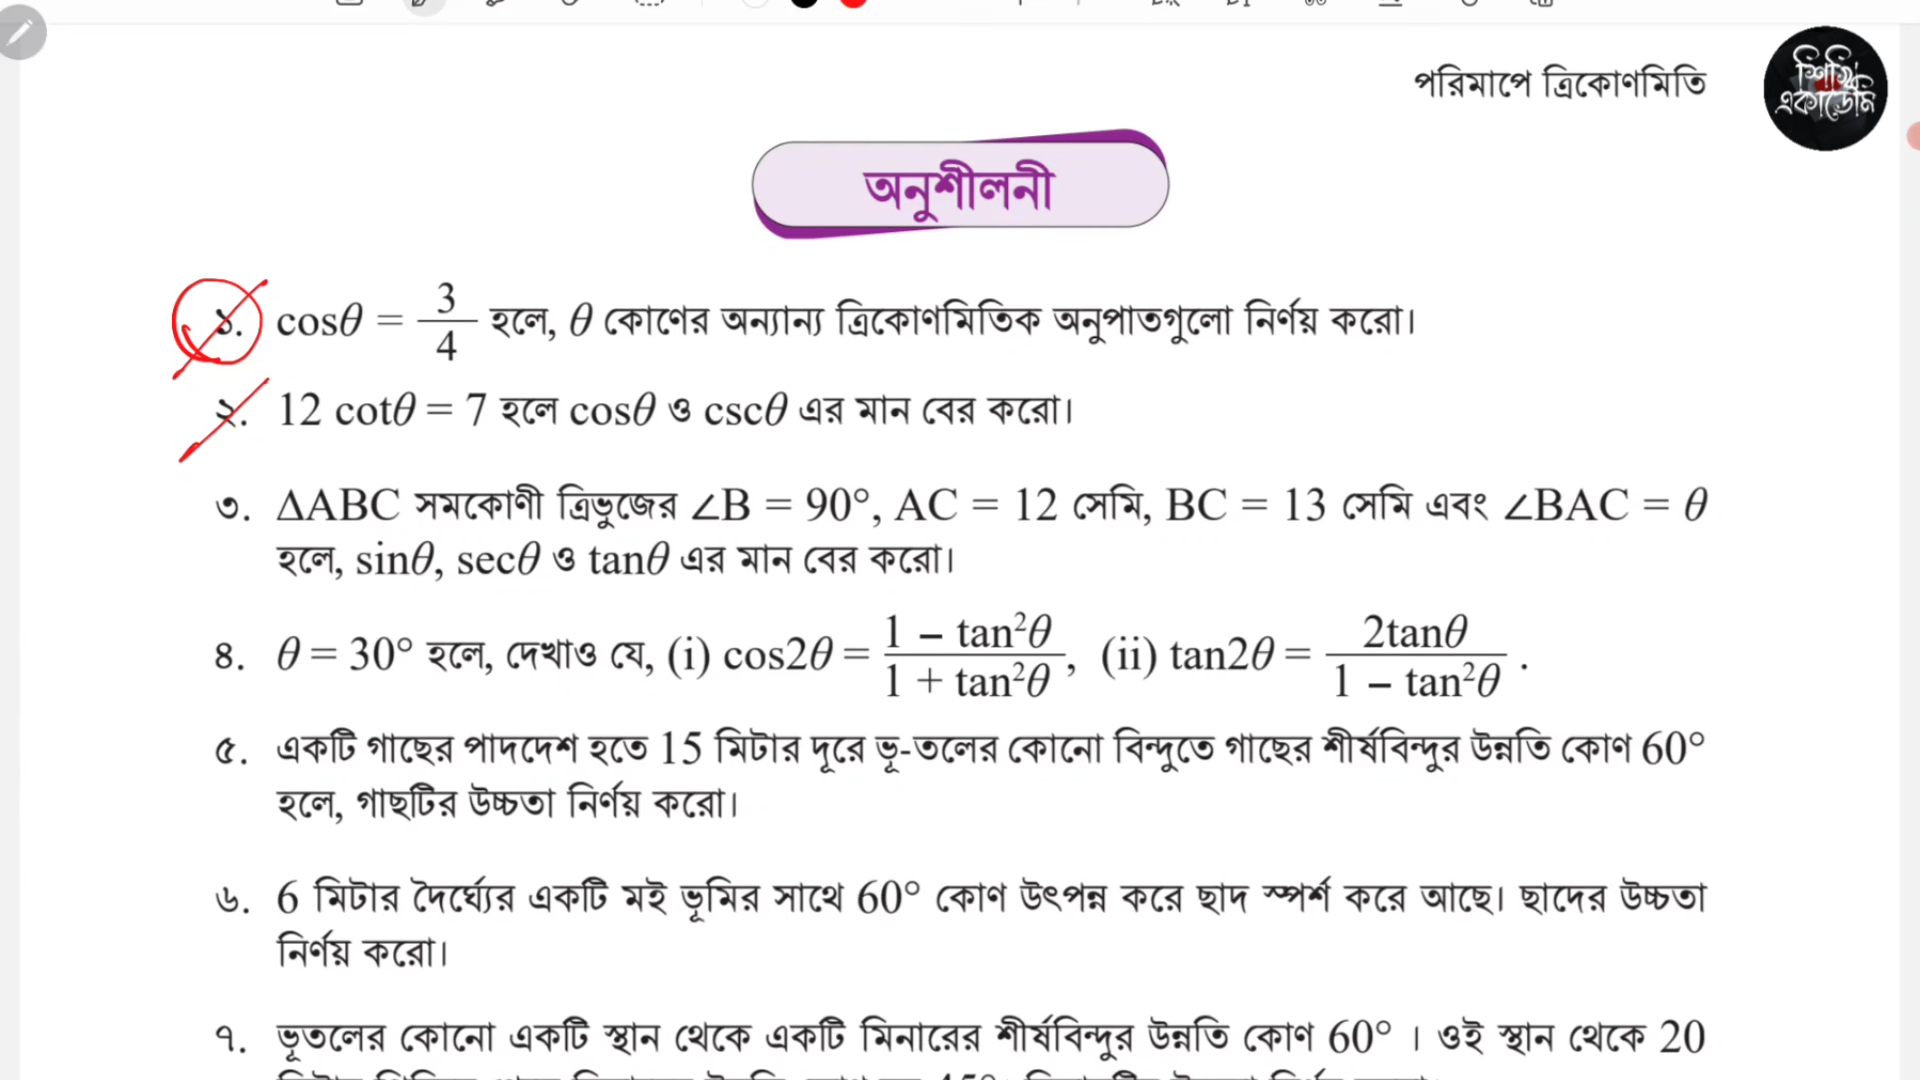 পরিমাপে ত্রিকোণমিতি
শিখি একাডেমি
অনুশীলনী
১. cosθ = 3/4 হলে, θ কোণের অন্যান্য ত্রিকোণমিতিক অনুপাতগুলো নির্ণয় করো।
২. 12 cotθ = 7 হলে cosθ ও cscθ এর মান বের করো।
৩. ΔABC সমকোণী ত্রিভুজের ∠B = 90°, AC = 12 সেমি, BC = 13 সেমি এবং ∠BAC = θ
হলে, sinθ, secθ ও tanθ এর মান বের করো।
৪. θ = 30° হলে, দেখাও যে, (i) cos2θ = (1 – tan²θ)/(1 + tan²θ), (ii) tan2θ = 2tanθ/(1 – tan²θ) .
৫. একটি গাছের পাদদেশ হতে 15 মিটার দূরে ভূ-তলের কোনো বিন্দুতে গাছের শীর্ষবিন্দুর উন্নতি কোণ 60°
হলে, গাছটির উচ্চতা নির্ণয় করো।
৬. 6 মিটার দৈর্ঘ্যের একটি মই ভূমির সাথে 60° কোণ উৎপন্ন করে ছাদ স্পর্শ করে আছে। ছাদের উচ্চতা
নির্ণয় করো।
৭. ভূতলের কোনো একটি স্থান থেকে একটি মিনারের শীর্ষবিন্দুর উন্নতি কোণ 60° । ওই স্থান থেকে 20